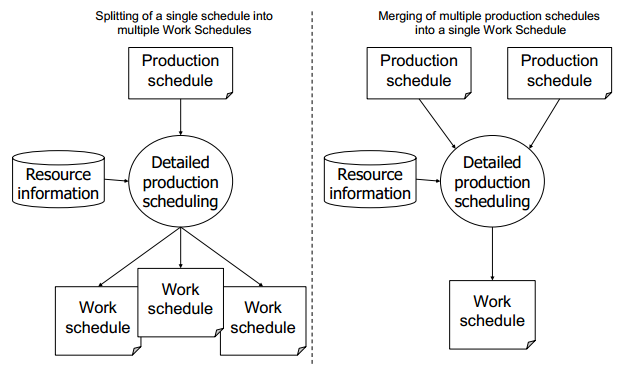 Splitting of a single schedule into
multiple Work Schedules
Production
schedule
Resource
information
Detailed
production
scheduling
Work
schedule
Work
schedule
Work
schedule
Merging of multiple production schedules
into a single Work Schedule
Production
schedule
Production
schedule
Resource
information
Detailed
production
scheduling
Work
schedule